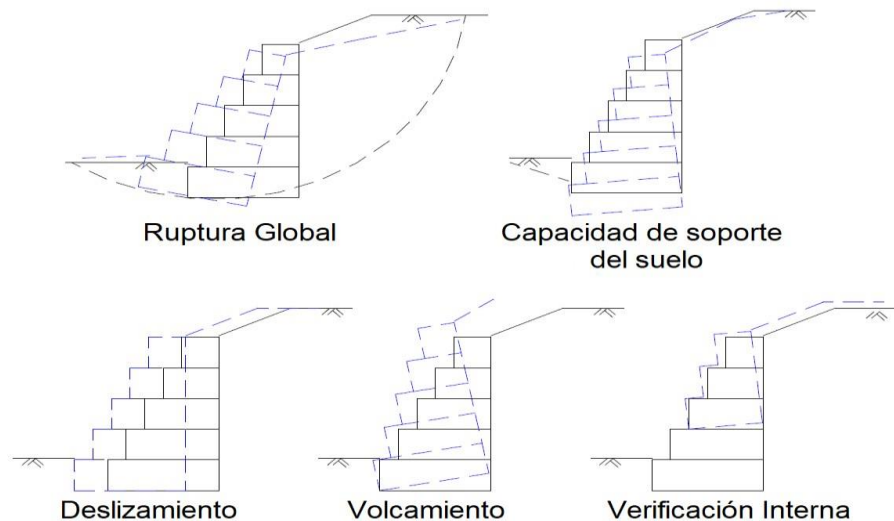 Ruptura Global
Capacidad de soporte
del suelo
Deslizamiento
Volcamiento
Verificación Interna